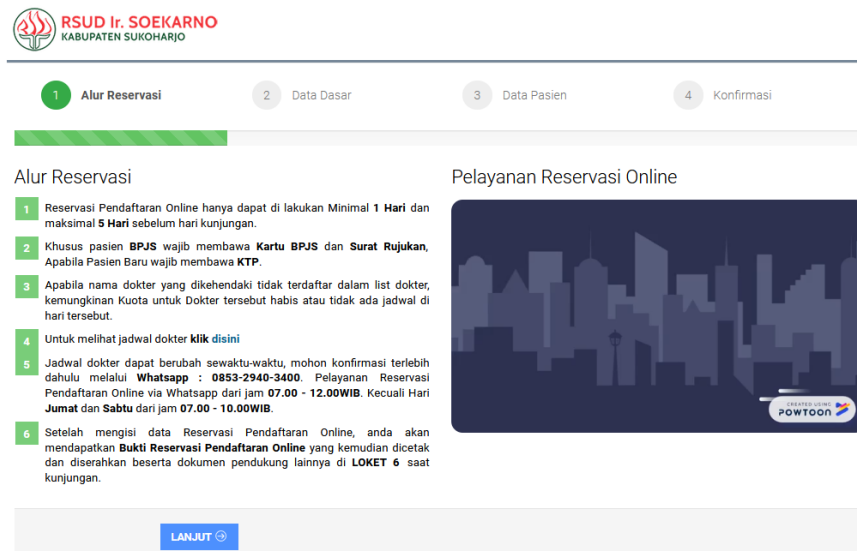 RSUD Ir. SOEKARNO
KABUPATEN SUKOHARJO
1 Alur Reservasi
2 Data Dasar
3 Data Pasien
4 Konfirmasi
Alur Reservasi
1 Reservasi Pendaftaran Online hanya dapat di lakukan Minimal 1 Hari dan
maksimal 5 Hari sebelum hari kunjungan.
2 Khusus pasien BPJS wajib membawa Kartu BPJS dan Surat Rujukan,
Apabila Pasien Baru wajib membawa KTP.
3 Apabila nama dokter yang dikehendaki tidak terdaftar dalam list dokter,
kemungkinan Kuota untuk Dokter tersebut habis atau tidak ada jadwal di
hari tersebut.
4 Untuk melihat jadwal dokter klik disini
5 Jadwal dokter dapat berubah sewaktu-waktu, mohon konfirmasi terlebih
dahulu melalui Whatsapp : 0853-2940-3400. Pelayanan Reservasi
Pendaftaran Online via Whatsapp dari jam 07.00 - 12.00WIB. Kecuali Hari
Jumat dan Sabtu dari jam 07.00 - 10.00WIB.
6 Setelah mengisi data Reservasi Pendaftaran Online, anda akan
mendapatkan Bukti Reservasi Pendaftaran Online yang kemudian dicetak
dan diserahkan beserta dokumen pendukung lainnya di LOKET 6 saat
kunjungan.
Pelayanan Reservasi Online
CREATED USING
POWTOON
LANJUT